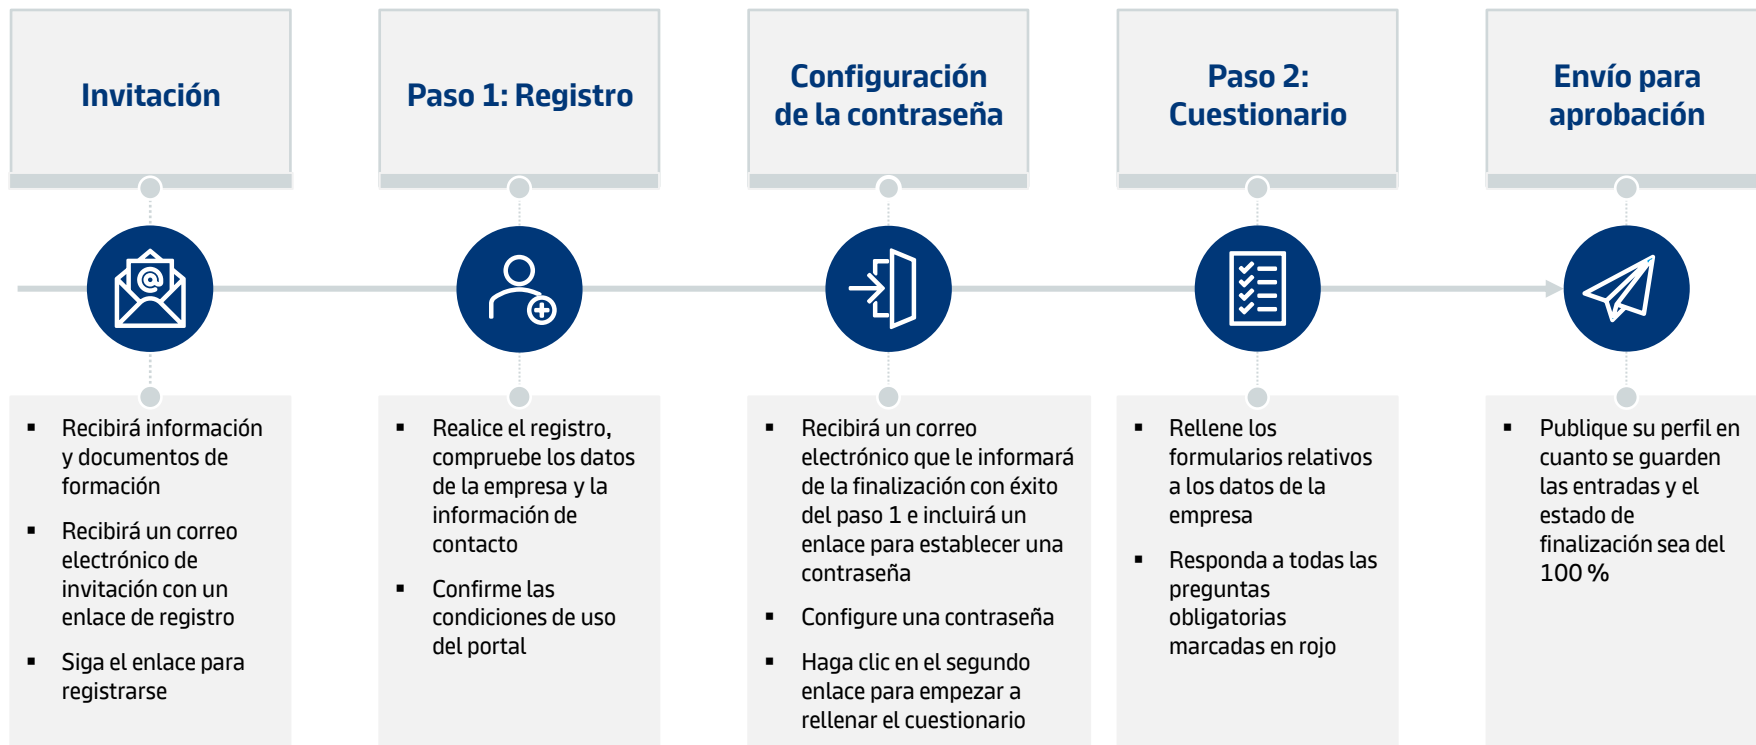 Invitación
Paso 1: Registro
Configuración
de la contraseña
Paso 2:
Cuestionario
Envío para
aprobación
@
▪ Recibirá información
y documentos de
formación
▪ Recibirá un correo
electrónico de
invitación con un
enlace de registro
▪ Siga el enlace para
registrarse
▪ Realice el registro,
compruebe los datos
de la empresa y la
información de
contacto
▪ Confirme las
condiciones de uso
del portal
▪ Recibirá un correo
electrónico que le informará
de la finalización con éxito
del paso 1 e incluirá un
enlace para establecer una
contraseña
▪ Configure una contraseña
▪ Haga clic en el segundo
enlace para empezar a
rellenar el cuestionario
▪ Rellene los
formularios relativos
a los datos de la
empresa
▪ Responda a todas las
preguntas
obligatorias
marcadas en rojo
▪ Publique su perfil en
cuanto se guarden
las entradas y el
estado de
finalización sea del
100 %